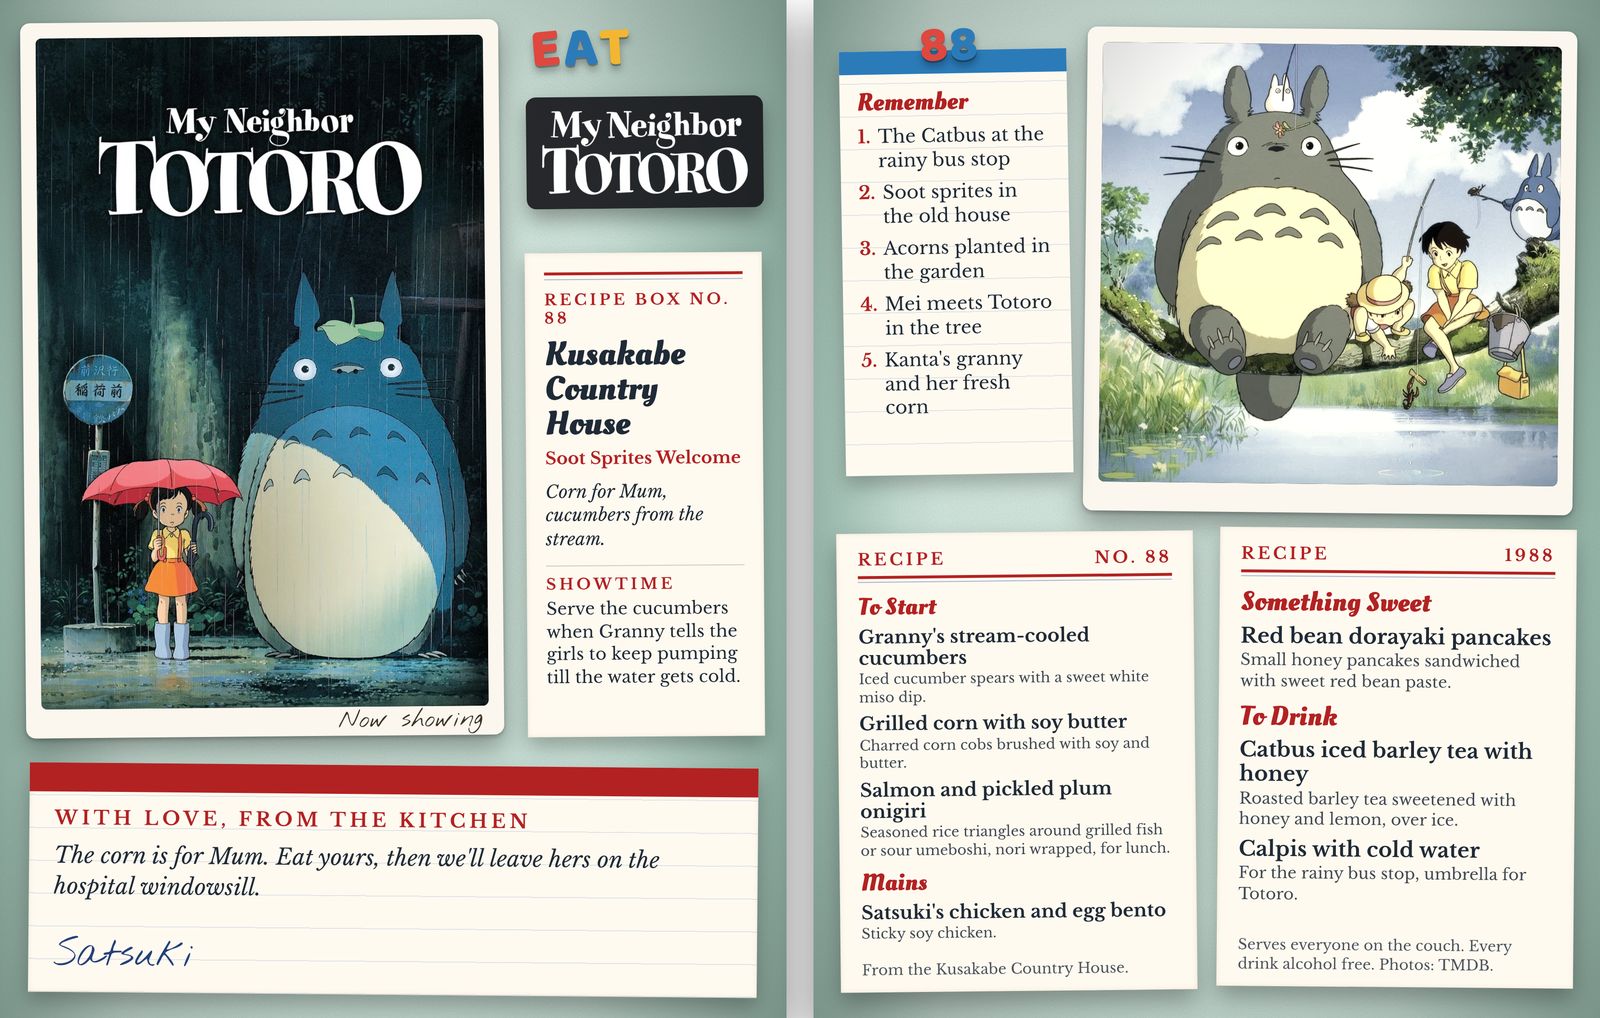 My Neighbor
TOTORO
前沢行
稲荷前
Now showing
EAT
My Neighbor
TOTORO
RECIPE BOX NO.
88
Kusakabe
Country
House
Soot Sprites Welcome
Corn for Mum,
cucumbers from the
stream.
SHOWTIME
Serve the cucumbers
when Granny tells the
girls to keep pumping
till the water gets cold.
WITH LOVE, FROM THE KITCHEN
The corn is for Mum. Eat yours, then we'll leave hers on the
hospital windowsill.
Satsuki
88
Remember
1. The Catbus at the
rainy bus stop
2. Soot sprites in
the old house
3. Acorns planted in
the garden
4. Mei meets Totoro
in the tree
5. Kanta's granny
and her fresh
corn
RECIPE NO. 88
To Start
Granny's stream-cooled
cucumbers
Iced cucumber spears with a sweet white
miso dip.
Grilled corn with soy butter
Charred corn cobs brushed with soy and
butter.
Salmon and pickled plum
onigiri
Seasoned rice triangles around grilled fish
or sour umeboshi, nori wrapped, for lunch.
Mains
Satsuki's chicken and egg bento
Sticky soy chicken.
From the Kusakabe Country House.
RECIPE 1988
Something Sweet
Red bean dorayaki pancakes
Small honey pancakes sandwiched
with sweet red bean paste.
To Drink
Catbus iced barley tea with
honey
Roasted barley tea sweetened with
honey and lemon, over ice.
Calpis with cold water
For the rainy bus stop, umbrella for
Totoro.
Serves everyone on the couch. Every
drink alcohol free. Photos: TMDB.